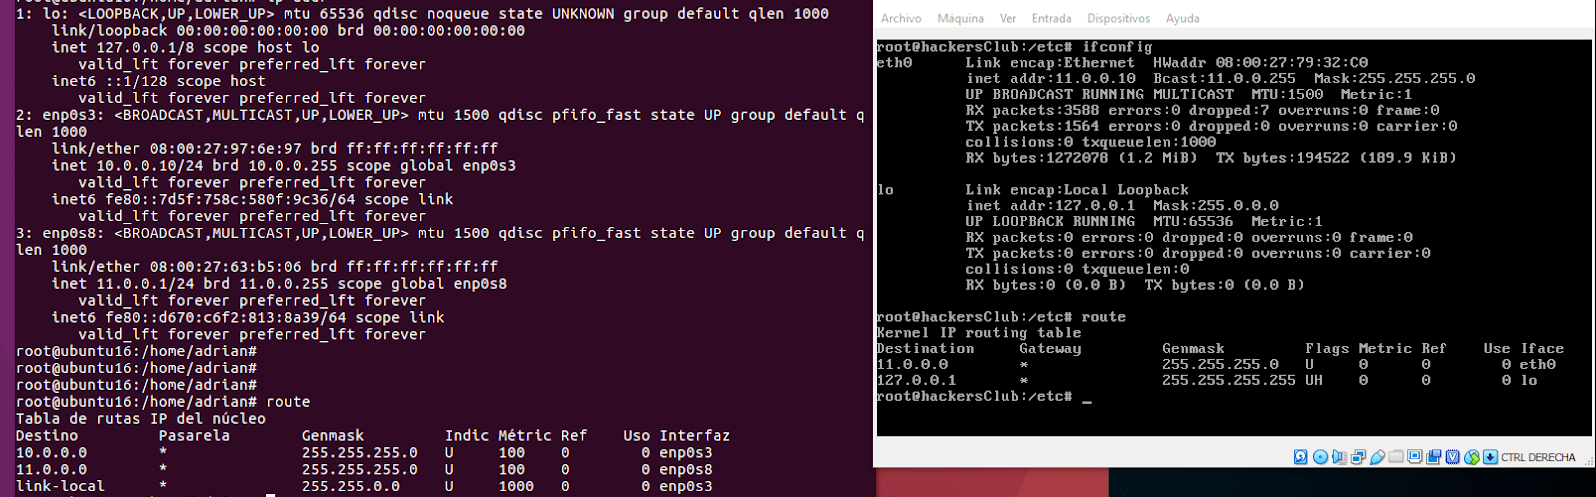 1: lo: <LOOPBACK,UP,LOWER_UP> mtu 65536 qdisc noqueue state UNKNOWN group default qlen 1000
    link/loopback 00:00:00:00:00:00 brd 00:00:00:00:00:00
    inet 127.0.0.1/8 scope host lo
       valid_lft forever preferred_lft forever
    inet6 ::1/128 scope host
       valid_lft forever preferred_lft forever
2: enp0s3: <BROADCAST,MULTICAST,UP,LOWER_UP> mtu 1500 qdisc pfifo_fast state UP group default q
len 1000
    link/ether 08:00:27:97:6e:97 brd ff:ff:ff:ff:ff:ff
    inet 10.0.0.10/24 brd 10.0.0.255 scope global enp0s3
       valid_lft forever preferred_lft forever
    inet6 fe80::7d5f:758c:580f:9c36/64 scope link
       valid_lft forever preferred_lft forever
3: enp0s8: <BROADCAST,MULTICAST,UP,LOWER_UP> mtu 1500 qdisc pfifo_fast state UP group default q
len 1000
    link/ether 08:00:27:63:b5:06 brd ff:ff:ff:ff:ff:ff
    inet 11.0.0.1/24 brd 11.0.0.255 scope global enp0s8
       valid_lft forever preferred_lft forever
    inet6 fe80::d670:c6f2:813:8a39/64 scope link
       valid_lft forever preferred_lft forever
root@ubuntu16:/home/adrian#
root@ubuntu16:/home/adrian#
root@ubuntu16:/home/adrian#
root@ubuntu16:/home/adrian# route
Tabla de rutas IP del núcleo
Destino Pasarela Genmask Indic Métric Ref Uso Interfaz
10.0.0.0 * 255.255.255.0 U 100 0 0 enp0s3
11.0.0.0 * 255.255.255.0 U 100 0 0 enp0s8
link-local * 255.255.0.0 U 1000 0 0 enp0s3
Archivo Máquina Ver Entrada Dispositivos Ayuda
root@hackersClub:/etc# ifconfig
eth0 Link encap:Ethernet HWaddr 08:00:27:79:32:C0
inet addr:11.0.0.10 Bcast:11.0.0.255 Mask:255.255.255.0
UP BROADCAST RUNNING MULTICAST MTU:1500 Metric:1
RX packets:3588 errors:0 dropped:7 overruns:0 frame:0
TX packets:1564 errors:0 dropped:0 overruns:0 carrier:0
collisions:0 txqueuelen:1000
RX bytes:1272078 (1.2 MiB) TX bytes:194522 (189.9 KiB)
lo Link encap:Local Loopback
inet addr:127.0.0.1 Mask:255.0.0.0
UP LOOPBACK RUNNING MTU:65536 Metric:1
RX packets:0 errors:0 dropped:0 overruns:0 frame:0
TX packets:0 errors:0 dropped:0 overruns:0 carrier:0
collisions:0 txqueuelen:0
RX bytes:0 (0.0 B) TX bytes:0 (0.0 B)
root@hackersClub:/etc# route
Kernel IP routing table
Destination Gateway Genmask Flags Metric Ref Use Iface
11.0.0.0 * 255.255.255.0 U 0 0 0 eth0
127.0.0.1 * 255.255.255.255 UH 0 0 0 lo
root@hackersClub:/etc# _
CTRL DERECHA